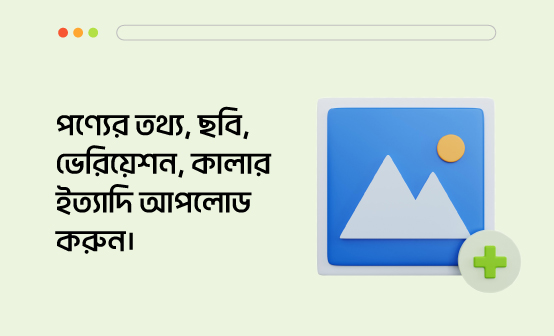 পণ্যের তথ্য, ছবি,
ভেরিয়েশন, কালার
ইত্যাদি আপলোড
করুন।